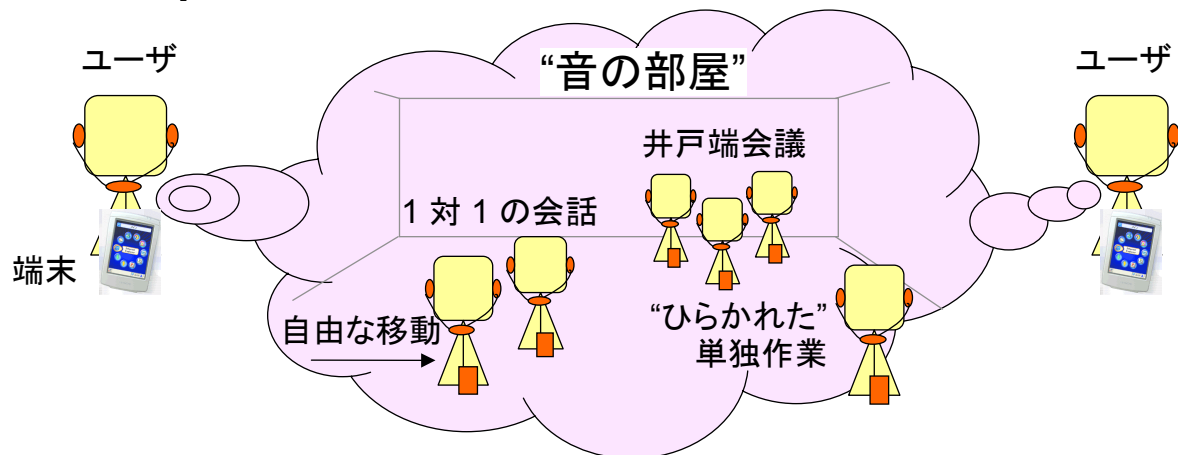 “音の部屋”
ユーザ
ユーザ
井戸端会議
1 対 1 の会話
端末
自由な移動
“ひらかれた”
単独作業